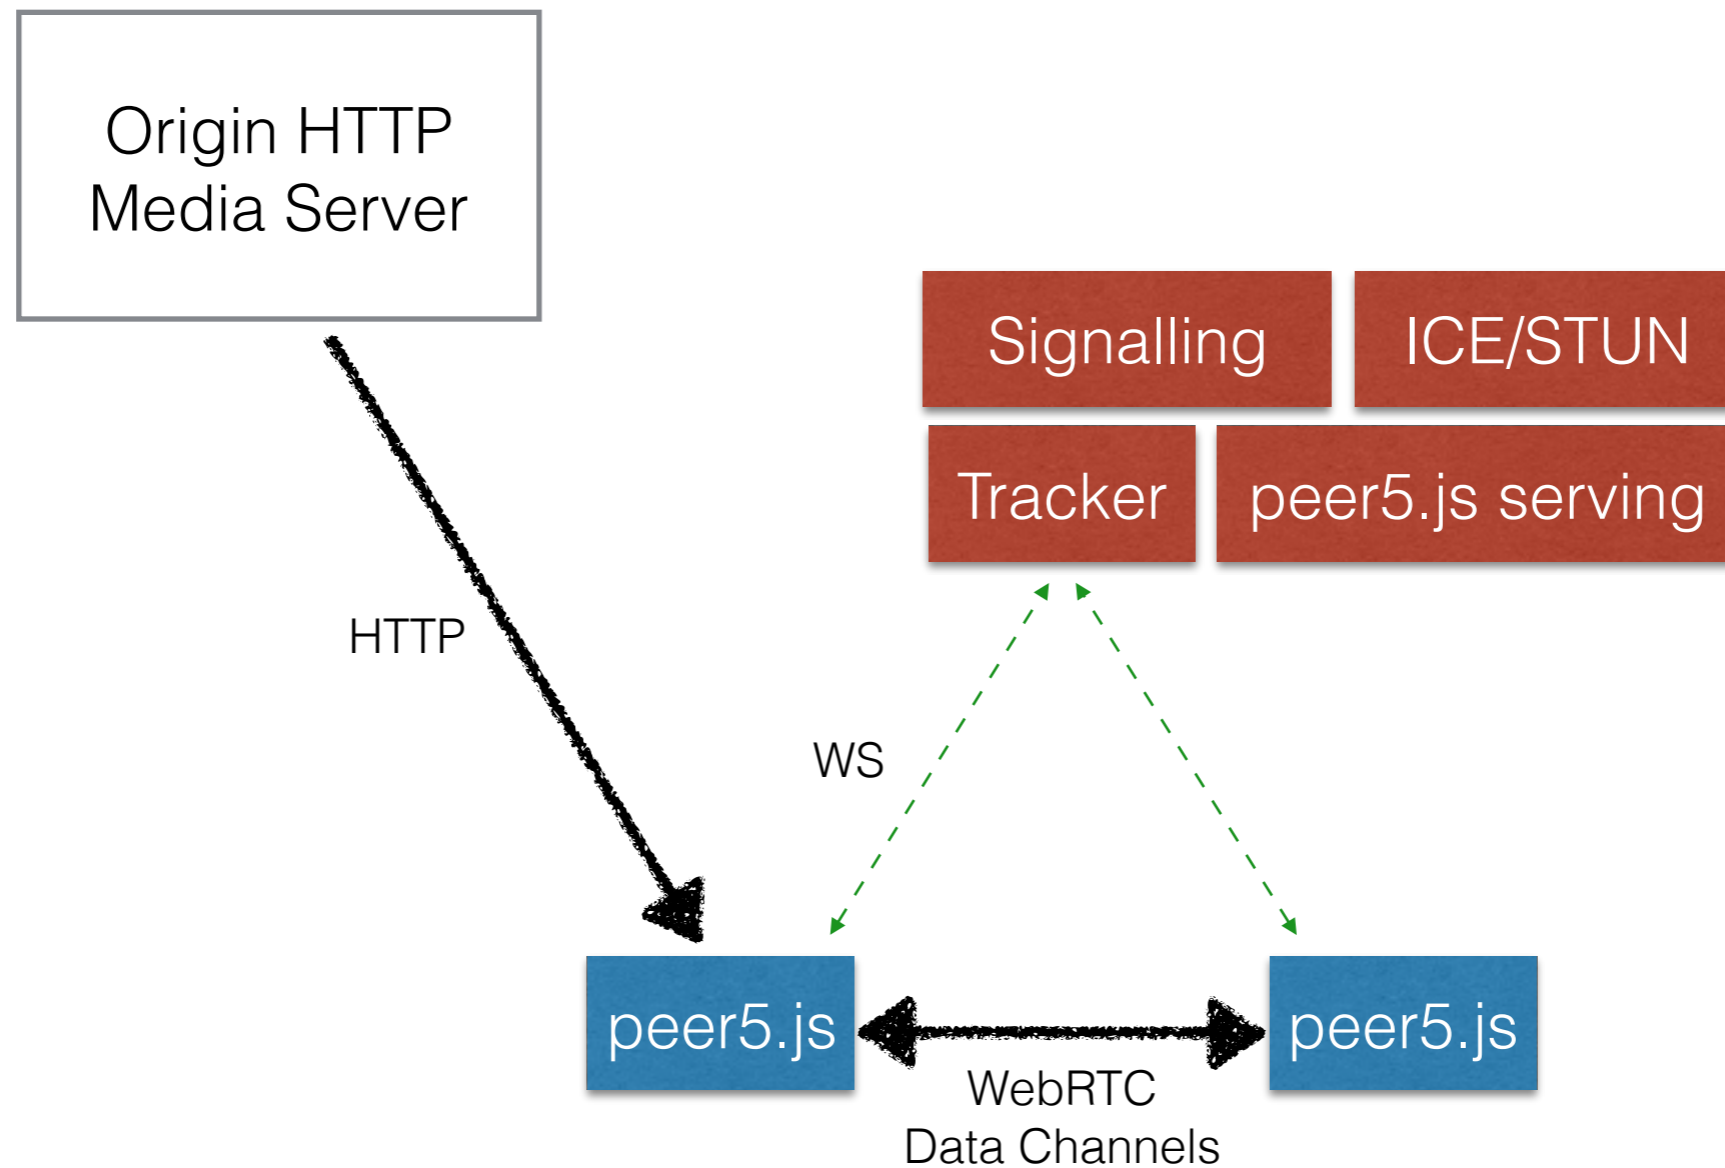 Origin HTTP
Media Server
Signalling
ICE/STUN
Tracker
peer5.js serving
HTTP
WS
peer5.js
peer5.js
WebRTC
Data Channels